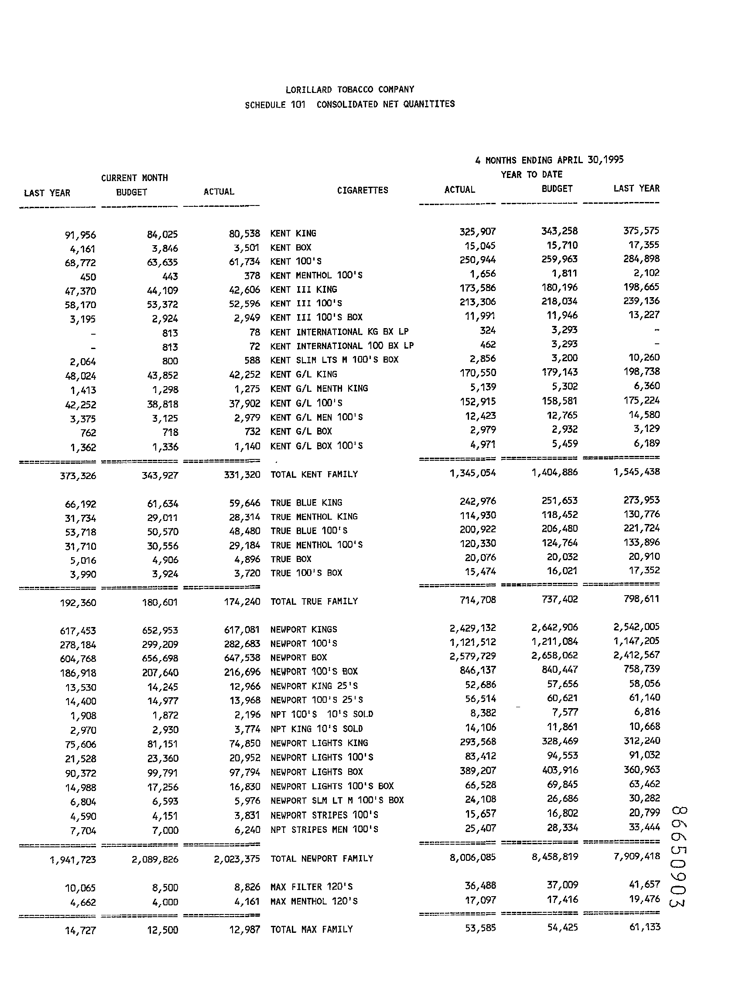 LORILLARD TOBACCO COMPANY
SCHEDULE 101 CONSOLIDATED NET QUANITITES
4 MONTHS ENDING APRIL 30,1995
CURRENT MONTH YEAR TO DATE
LAST YEAR BUDGET ACTUAL CIGARETTES ACTUAL BUDGET LAST YEAR
91,956 84,025 80,538 KENT KING 325,907 343,258 375,575
4,161 3,846 3,501 KENT BOX 15,045 15,710 17,355
68,772 63,635 61,734 KENT 100'S 250,944 259,963 284,898
450 443 378 KENT MENTHOL 100'S 1,656 1,811 2,102
47,370 44,109 42,606 KENT III KING 173,586 180,196 198,665
58,170 53,372 52,596 KENT III 100'S 213,306 218,034 239,136
3,195 2,924 2,949 KENT III 100'S BOX 11,991 11,946 13,227
- 813 78 KENT INTERNATIONAL KG BX LP 324 3,293 -
- 813 72 KENT INTERNATIONAL 100 BX LP 462 3,293 -
2,064 800 588 KENT SLIM LTS M 100'S BOX 2,856 3,200 10,260
48,024 43,852 42,252 KENT G/L KING 170,550 179,143 198,738
1,413 1,298 1,275 KENT G/L MENTH KING 5,139 5,302 6,360
42,252 38,818 37,902 KENT G/L 100'S 152,915 158,581 175,224
3,375 3,125 2,979 KENT G/L MEN 100'S 12,423 12,765 14,580
762 718 732 KENT G/L BOX 2,979 2,932 3,129
1,362 1,336 1,140 KENT G/L BOX 100'S 4,971 5,459 6,189
373,326 343,927 331,320 TOTAL KENT FAMILY 1,345,054 1,404,886 1,545,438
66,192 61,634 59,646 TRUE BLUE KING 242,976 251,653 273,953
31,734 29,011 28,314 TRUE MENTHOL KING 114,930 118,452 130,776
53,718 50,570 48,480 TRUE BLUE 100'S 200,922 206,480 221,724
31,710 30,556 29,184 TRUE MENTHOL 100'S 120,330 124,764 133,896
5,016 4,906 4,896 TRUE BOX 20,076 20,032 20,910
3,990 3,924 3,720 TRUE 100'S BOX 15,474 16,021 17,352
192,360 180,601 174,240 TOTAL TRUE FAMILY 714,708 737,402 798,611
617,453 652,953 617,081 NEWPORT KINGS 2,429,132 2,642,906 2,542,005
278,184 299,209 282,683 NEWPORT 100'S 1,121,512 1,211,084 1,147,205
604,768 656,698 647,538 NEWPORT BOX 2,579,729 2,658,062 2,412,567
186,918 207,640 216,696 NEWPORT 100'S BOX 846,137 840,447 758,739
13,530 14,245 12,966 NEWPORT KING 25'S 52,686 57,656 58,056
14,400 14,977 13,968 NEWPORT 100'S 25'S 56,514 60,621 61,140
1,908 1,872 2,196 NPT 100'S 10'S SOLD 8,382 7,577 6,816
2,970 2,930 3,774 NPT KING 10'S SOLD 14,106 11,861 10,668
75,606 81,151 74,850 NEWPORT LIGHTS KING 293,568 328,469 312,240
21,528 23,360 20,952 NEWPORT LIGHTS 100'S 83,412 94,553 91,032
90,372 99,791 97,794 NEWPORT LIGHTS BOX 389,207 403,916 360,963
14,988 17,256 16,830 NEWPORT LIGHTS 100'S BOX 66,528 69,845 63,462
6,804 6,593 5,976 NEWPORT SLM LT M 100'S BOX 24,108 26,686 30,282
4,590 4,151 3,831 NEWPORT STRIPES 100'S 15,657 16,802 20,799
7,704 7,000 6,240 NPT STRIPES MEN 100'S 25,407 28,334 33,444
1,941,723 2,089,826 2,023,375 TOTAL NEWPORT FAMILY 8,006,085 8,458,819 7,909,418
10,065 8,500 8,826 MAX FILTER 120'S 36,488 37,009 41,657
4,662 4,000 4,161 MAX MENTHOL 120'S 17,097 17,416 19,476
14,727 12,500 12,987 TOTAL MAX FAMILY 53,585 54,425 61,133
86650903